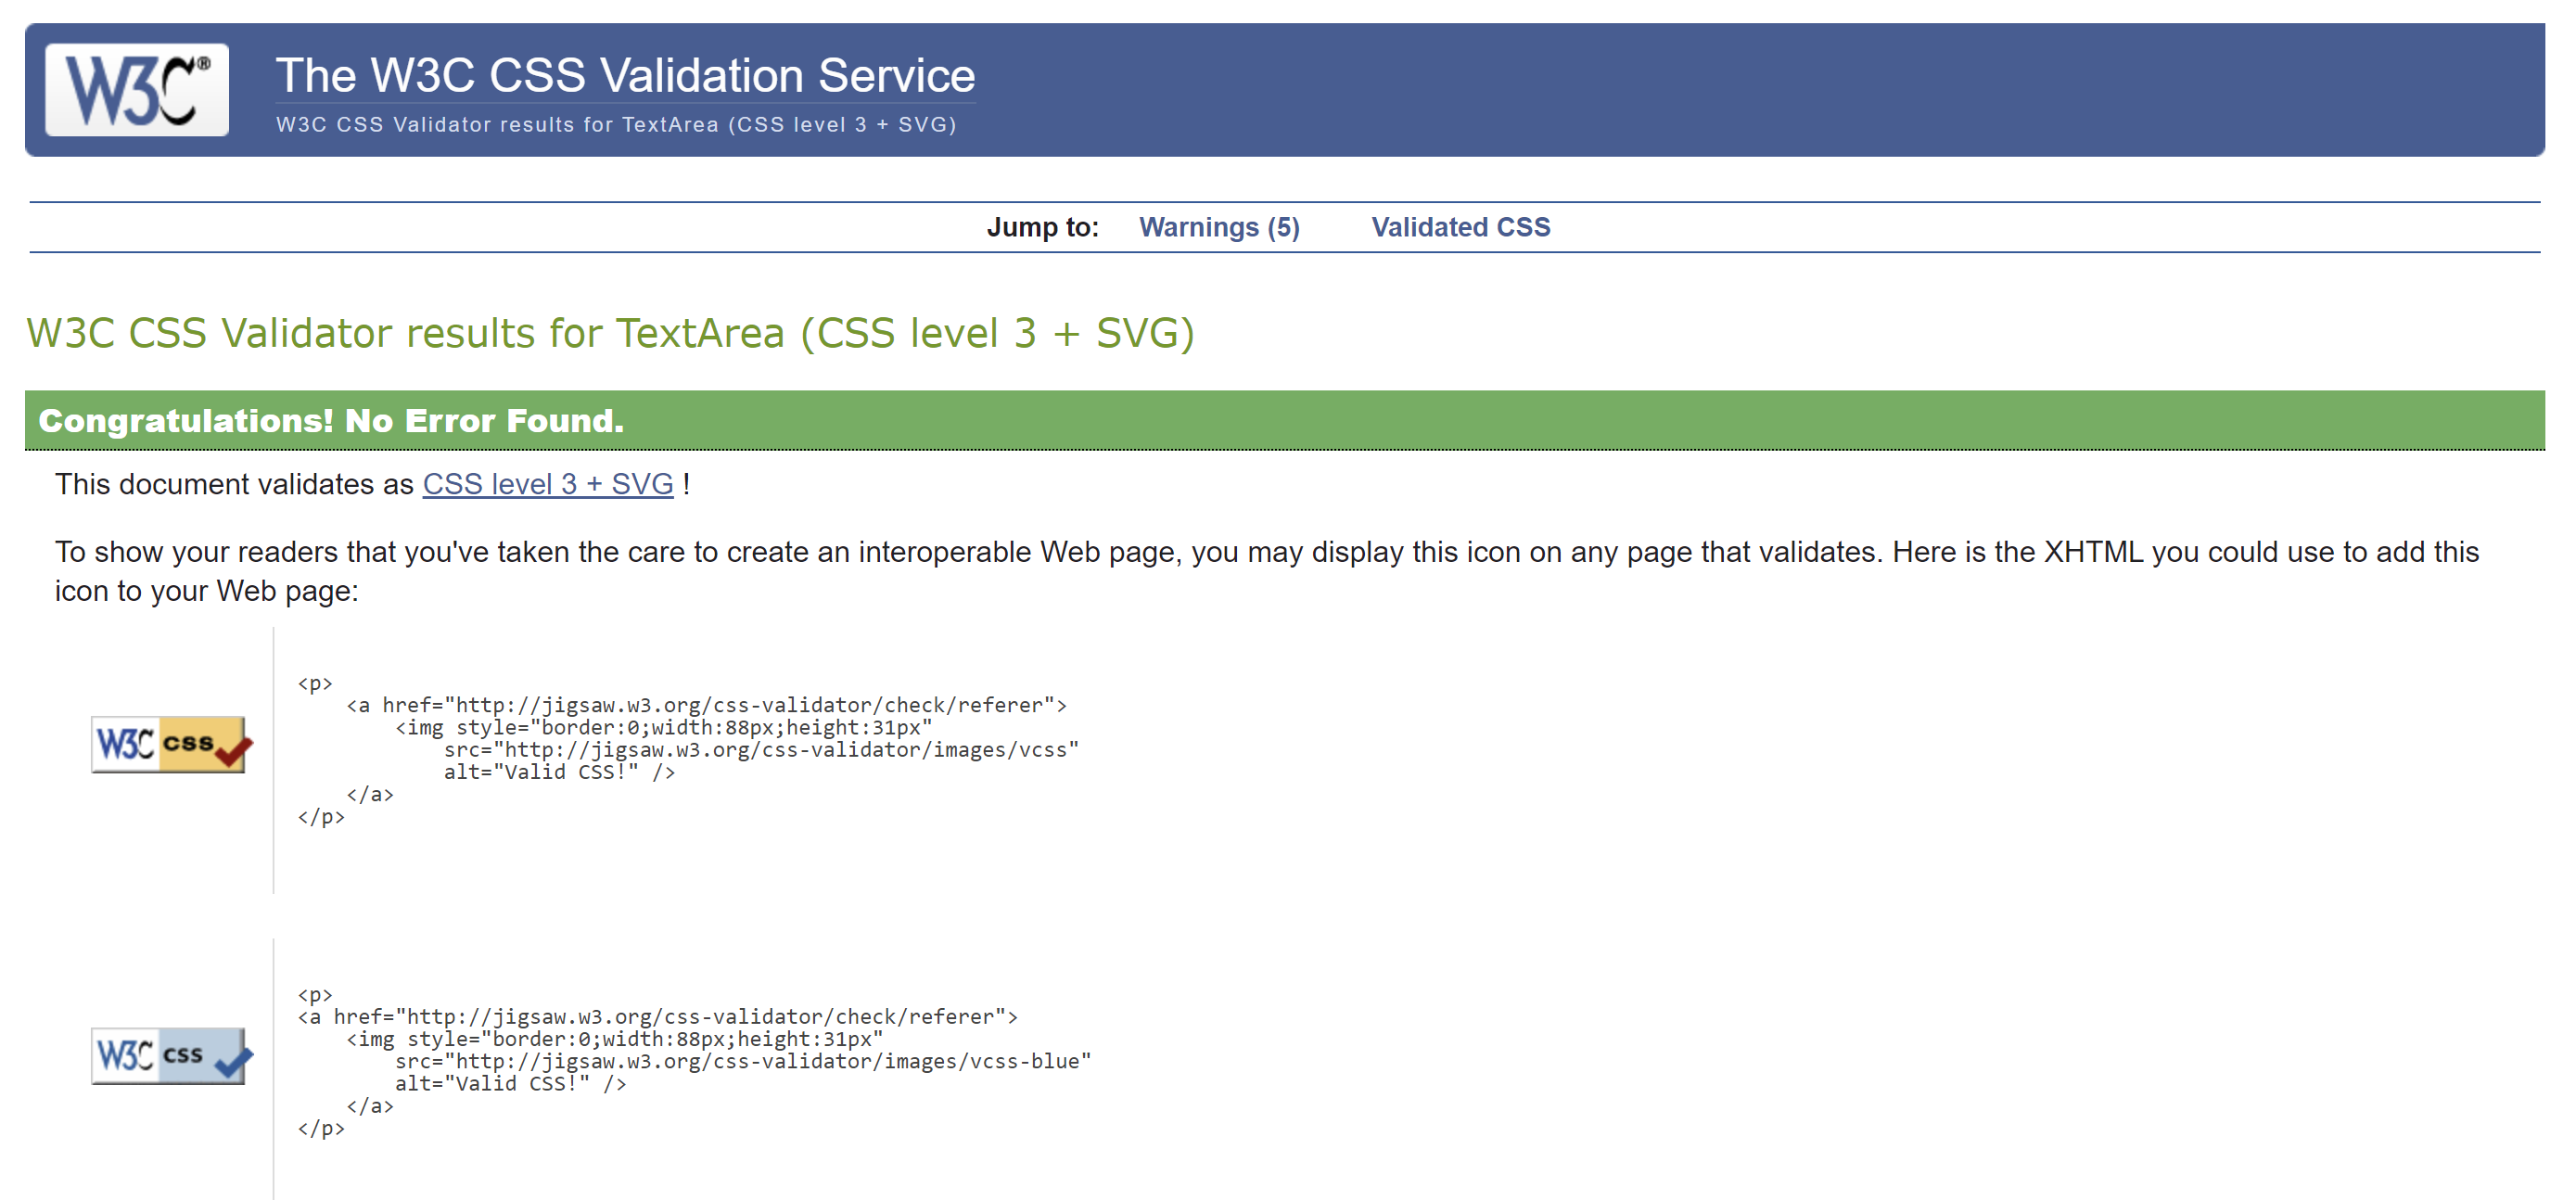 W3C®
The W3C CSS Validation Service
W3C CSS Validator results for TextArea (CSS level 3 + SVG)
Jump to: Warnings (5) Validated CSS
W3C CSS Validator results for TextArea (CSS level 3 + SVG)
Congratulations! No Error Found.
This document validates as CSS level 3 + SVG !
To show your readers that you've taken the care to create an interoperable Web page, you may display this icon on any page that validates. Here is the XHTML you could use to add this
icon to your Web page:
W3C css
<p>
    <a href="http://jigsaw.w3.org/css-validator/check/referer">
        <img style="border:0;width:88px;height:31px"
            src="http://jigsaw.w3.org/css-validator/images/vcss"
            alt="Valid CSS!" />
    </a>
</p>
W3C css
<p>
<a href="http://jigsaw.w3.org/css-validator/check/referer">
    <img style="border:0;width:88px;height:31px"
        src="http://jigsaw.w3.org/css-validator/images/vcss-blue"
        alt="Valid CSS!" />
    </a>
</p>